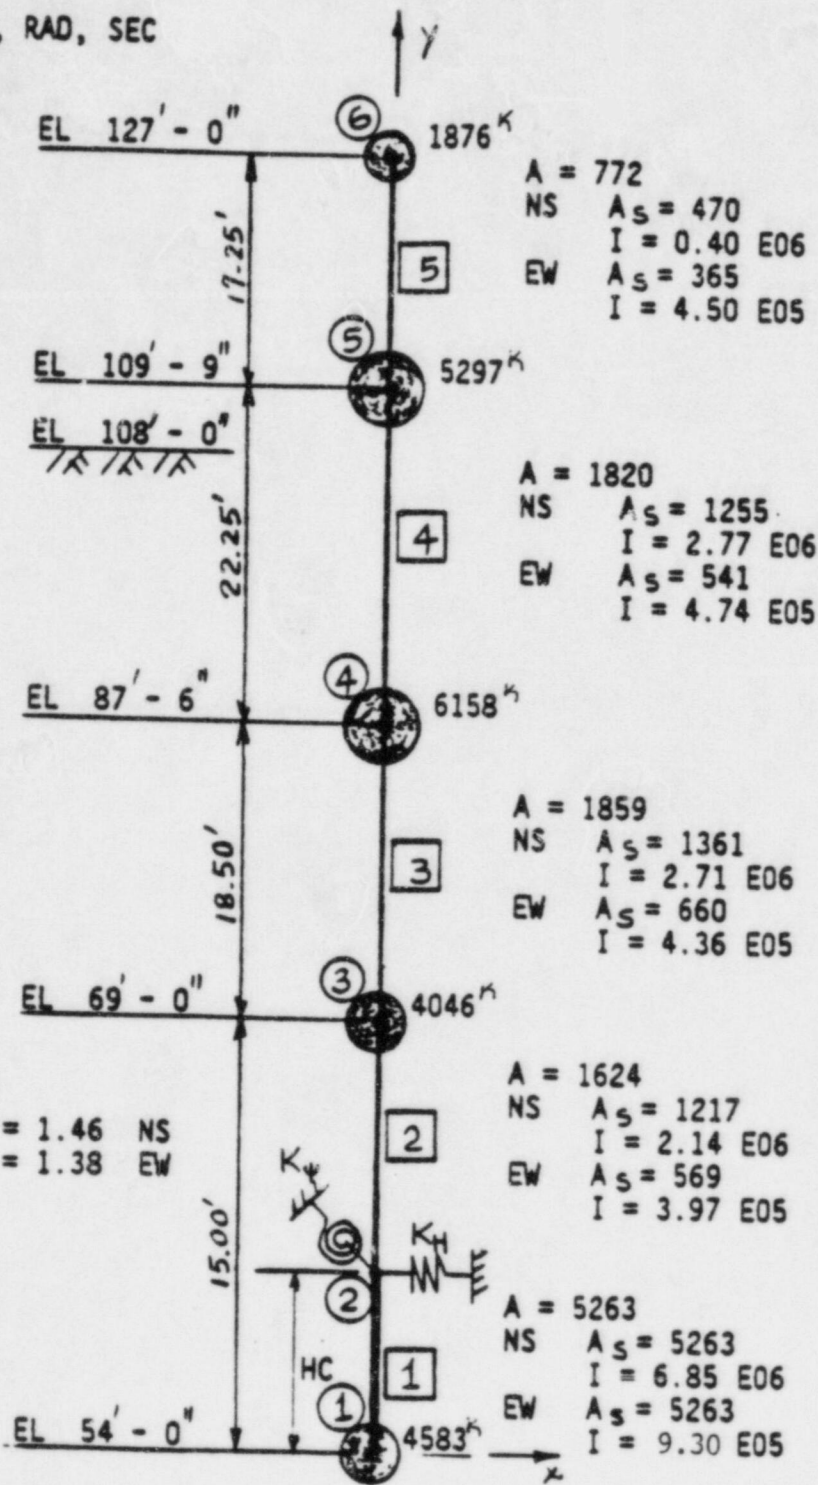 , RAD, SEC
y
6
EL 127' - 0"
1876 K
A = 772
NS As = 470
I = 0.40 E06
EW As = 365
I = 4.50 E05
17.25'
5
5
EL 109' - 9"
5297 K
EL 108' - 0"
A = 1820
NS As = 1255
I = 2.77 E06
EW As = 541
I = 4.74 E05
22.25'
4
4
EL 87' - 6"
6158 K
A = 1859
NS As = 1361
I = 2.71 E06
EW As = 660
I = 4.36 E05
18.50'
3
3
EL 69' - 0"
4046 K
A = 1624
NS As = 1217
I = 2.14 E06
EW As = 569
I = 3.97 E05
= 1.46 NS
= 1.38 EW
2
15.00'
Kψ
KH
2
A = 5263
NS As = 5263
I = 6.85 E06
EW As = 5263
I = 9.30 E05
HC
1
1
EL 54' - 0"
4583 K
x